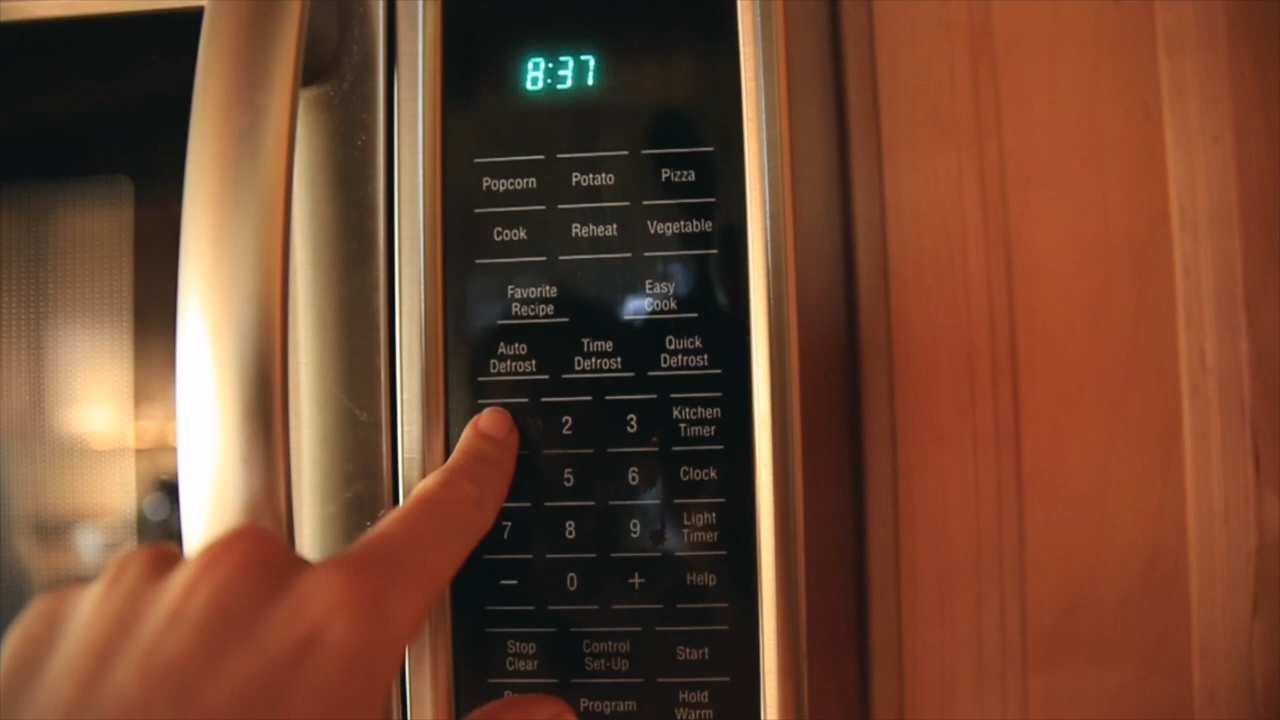 8:37
Popcorn Potato Pizza
Cook Reheat Vegetable
Favorite Easy
Recipe Cook
Auto Time Quick
Defrost Defrost Defrost
2 3 Kitchen
Timer
5 6 Clock
7 8 9 Light
Timer
− 0 + Help
Stop Control Start
Clear Set-Up
Program Hold
Warm